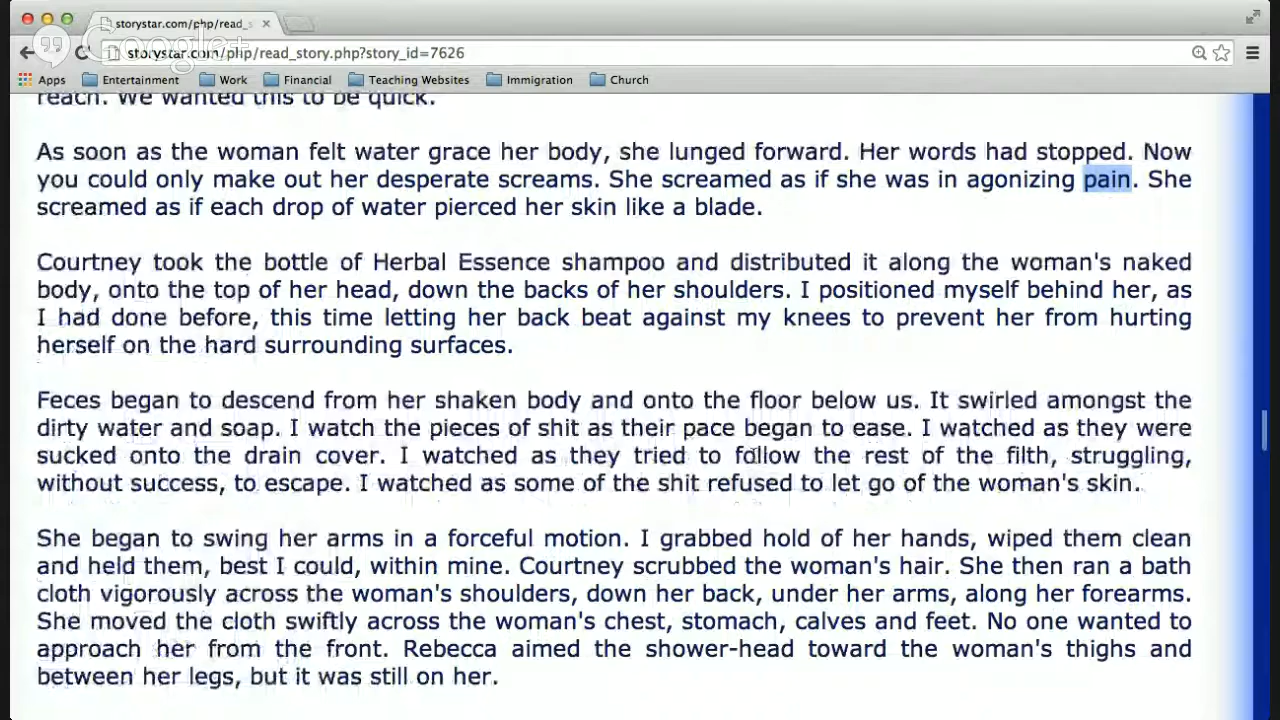 storystar.com/php/read_s
Google+
storystar.com/php/read_story.php?story_id=7626
Apps Entertainment Work Financial Teaching Websites Immigration Church
reach. We wanted this to be quick.
As soon as the woman felt water grace her body, she lunged forward. Her words had stopped. Now
you could only make out her desperate screams. She screamed as if she was in agonizing pain. She
screamed as if each drop of water pierced her skin like a blade.
Courtney took the bottle of Herbal Essence shampoo and distributed it along the woman's naked
body, onto the top of her head, down the backs of her shoulders. I positioned myself behind her, as
I had done before, this time letting her back beat against my knees to prevent her from hurting
herself on the hard surrounding surfaces.
Feces began to descend from her shaken body and onto the floor below us. It swirled amongst the
dirty water and soap. I watch the pieces of shit as their pace began to ease. I watched as they were
sucked onto the drain cover. I watched as they tried to follow the rest of the filth, struggling,
without success, to escape. I watched as some of the shit refused to let go of the woman's skin.
She began to swing her arms in a forceful motion. I grabbed hold of her hands, wiped them clean
and held them, best I could, within mine. Courtney scrubbed the woman's hair. She then ran a bath
cloth vigorously across the woman's shoulders, down her back, under her arms, along her forearms.
She moved the cloth swiftly across the woman's chest, stomach, calves and feet. No one wanted to
approach her from the front. Rebecca aimed the shower-head toward the woman's thighs and
between her legs, but it was still on her.